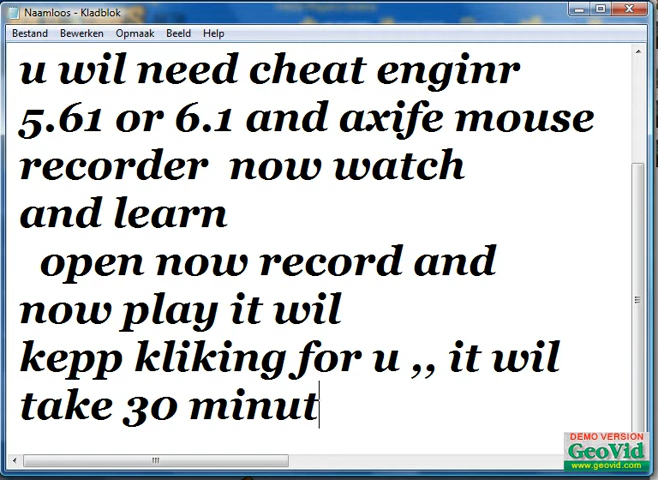 Naamloos - Kladblok
Bestand Bewerken Opmaak Beeld Help
u wil need cheat enginr
5.61 or 6.1 and axife mouse
recorder now watch
and learn
open now record and
now play it wil
kepp kliking for u ,, it wil
take 30 minut
DEMO VERSION
GeoVid
www.geovid.com